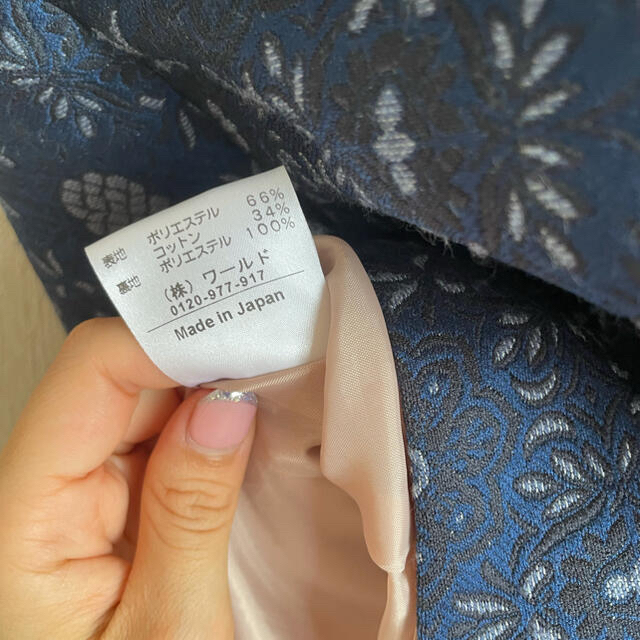 表地 ポリエステル 66%
コットン 34%
裏地 ポリエステル 100%
(株) ワールド
0120-977-917
Made in Japan